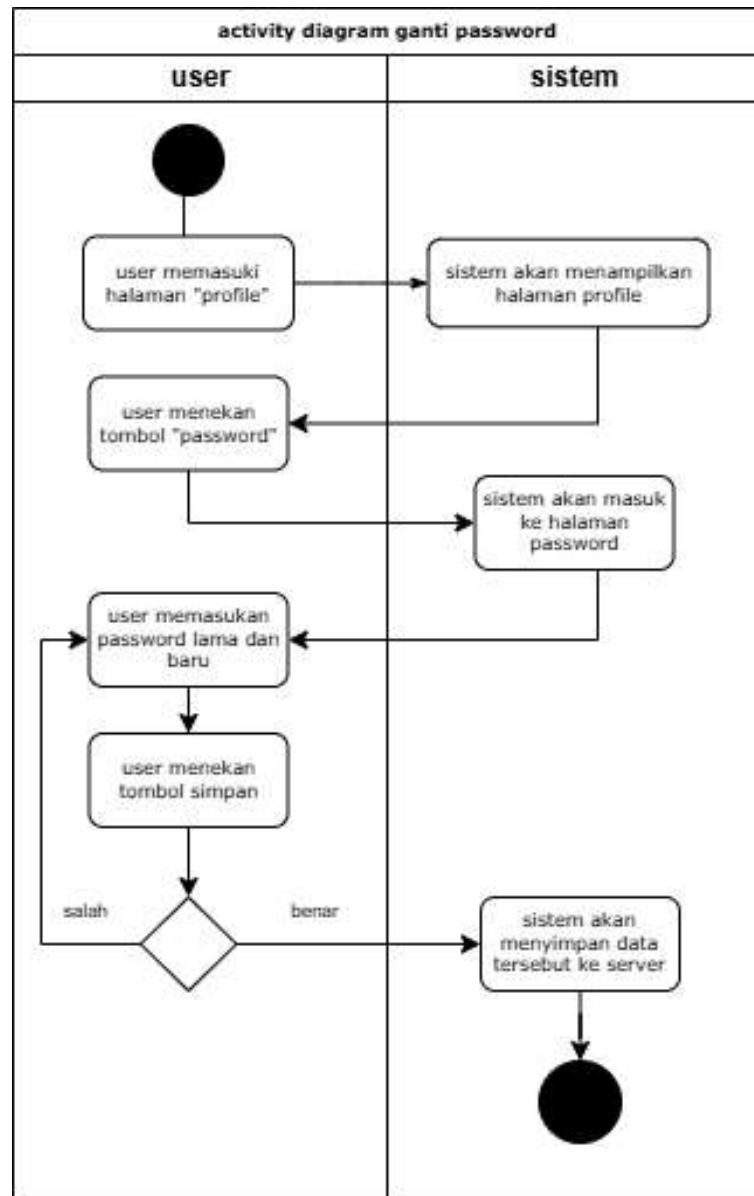 activity diagram ganti password
user
sistem
user memasuki
halaman "profile"
sistem akan menampilkan
halaman profile
user menekan
tombol "password"
sistem akan masuk
ke halaman
password
user memasukan
password lama dan
baru
user menekan
tombol simpan
salah
benar
sistem akan
menyimpan data
tersebut ke server